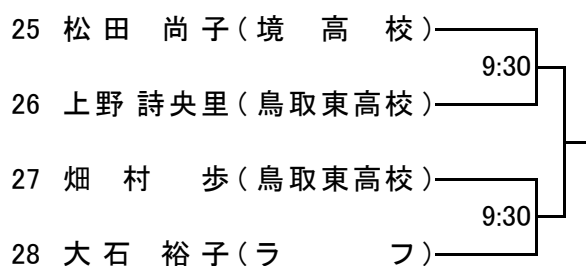 25 松田 尚子(境 高 校)
9:30
26 上野 詩央里(鳥取東高校)
27 畑 村 歩(鳥取東高校)
9:30
28 大石 裕子(ラ フ)